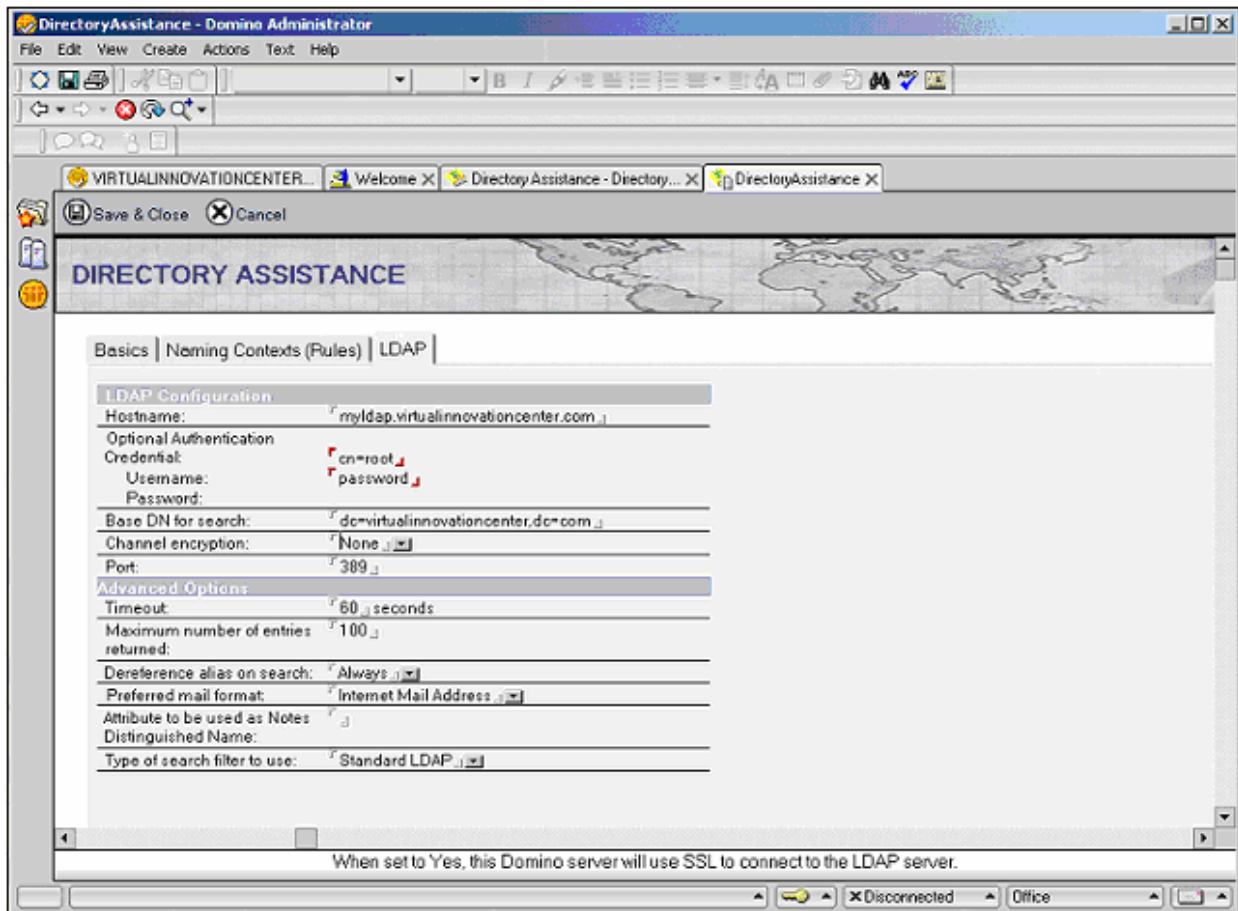 DirectoryAssistance - Domino Administrator
File Edit View Create Actions Text Help
VIRTUALINNOVATIONCENTER... Welcome Directory Assistance - Directory... DirectoryAssistance
Save & Close Cancel
DIRECTORY ASSISTANCE
Basics Naming Contexts (Rules) LDAP
LDAP Configuration
Hostname: myldap.virtualinnovationcenter.com
Optional Authentication
Credential: cn=root
Username: password
Password:
Base DN for search: dc=virtualinnovationcenter,dc=com
Channel encryption: None
Port: 389
Advanced Options
Timeout: 60 seconds
Maximum number of entries 100
returned:
Dereference alias on search: Always
Preferred mail format: Internet Mail Address
Attribute to be used as Notes
Distinguished Name:
Type of search filter to use: Standard LDAP
When set to Yes, this Domino server will use SSL to connect to the LDAP server.
Disconnected Office